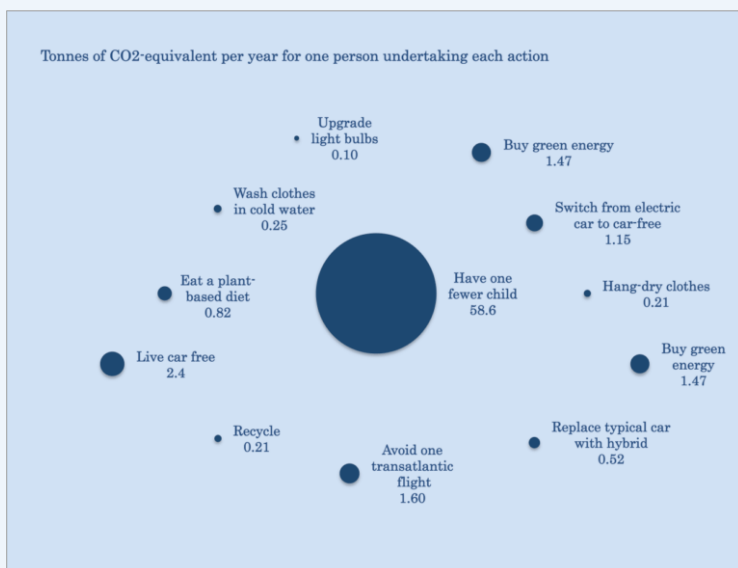 Tonnes of CO2-equivalent per year for one person undertaking each action
Upgrade
light bulbs
0.10
Buy green energy
1.47
Wash clothes
in cold water
0.25
Switch from electric
car to car-free
1.15
Eat a plant-
based diet
0.82
Have one
fewer child
58.6
Hang-dry clothes
0.21
Live car free
2.4
Buy green
energy
1.47
Recycle
0.21
Avoid one
transatlantic
flight
1.60
Replace typical car
with hybrid
0.52